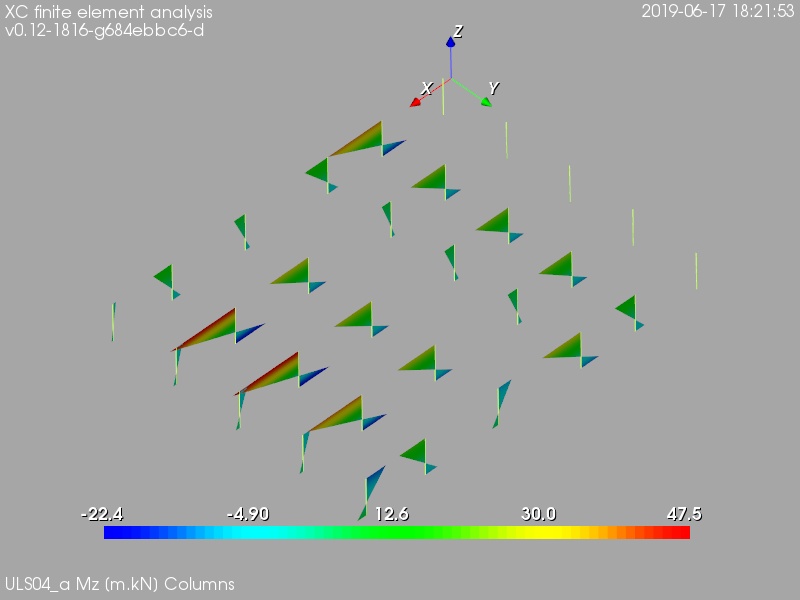 XC finite element analysis
v0.12-1816-g684ebbc6-d
2019-06-17 18:21:53
Z
X Y
-22.4 -4.90 12.6 30.0 47.5
ULS04_a Mz (m.kN) Columns